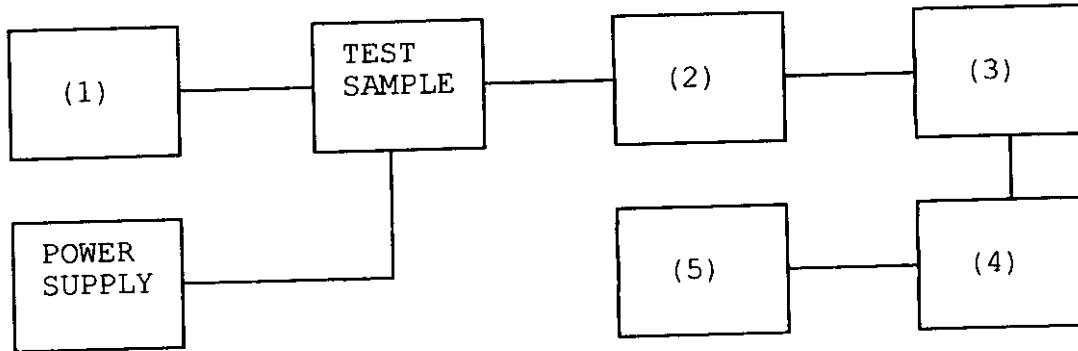 (1)
TEST
SAMPLE
(2)
(3)
POWER
SUPPLY
(5)
(4)